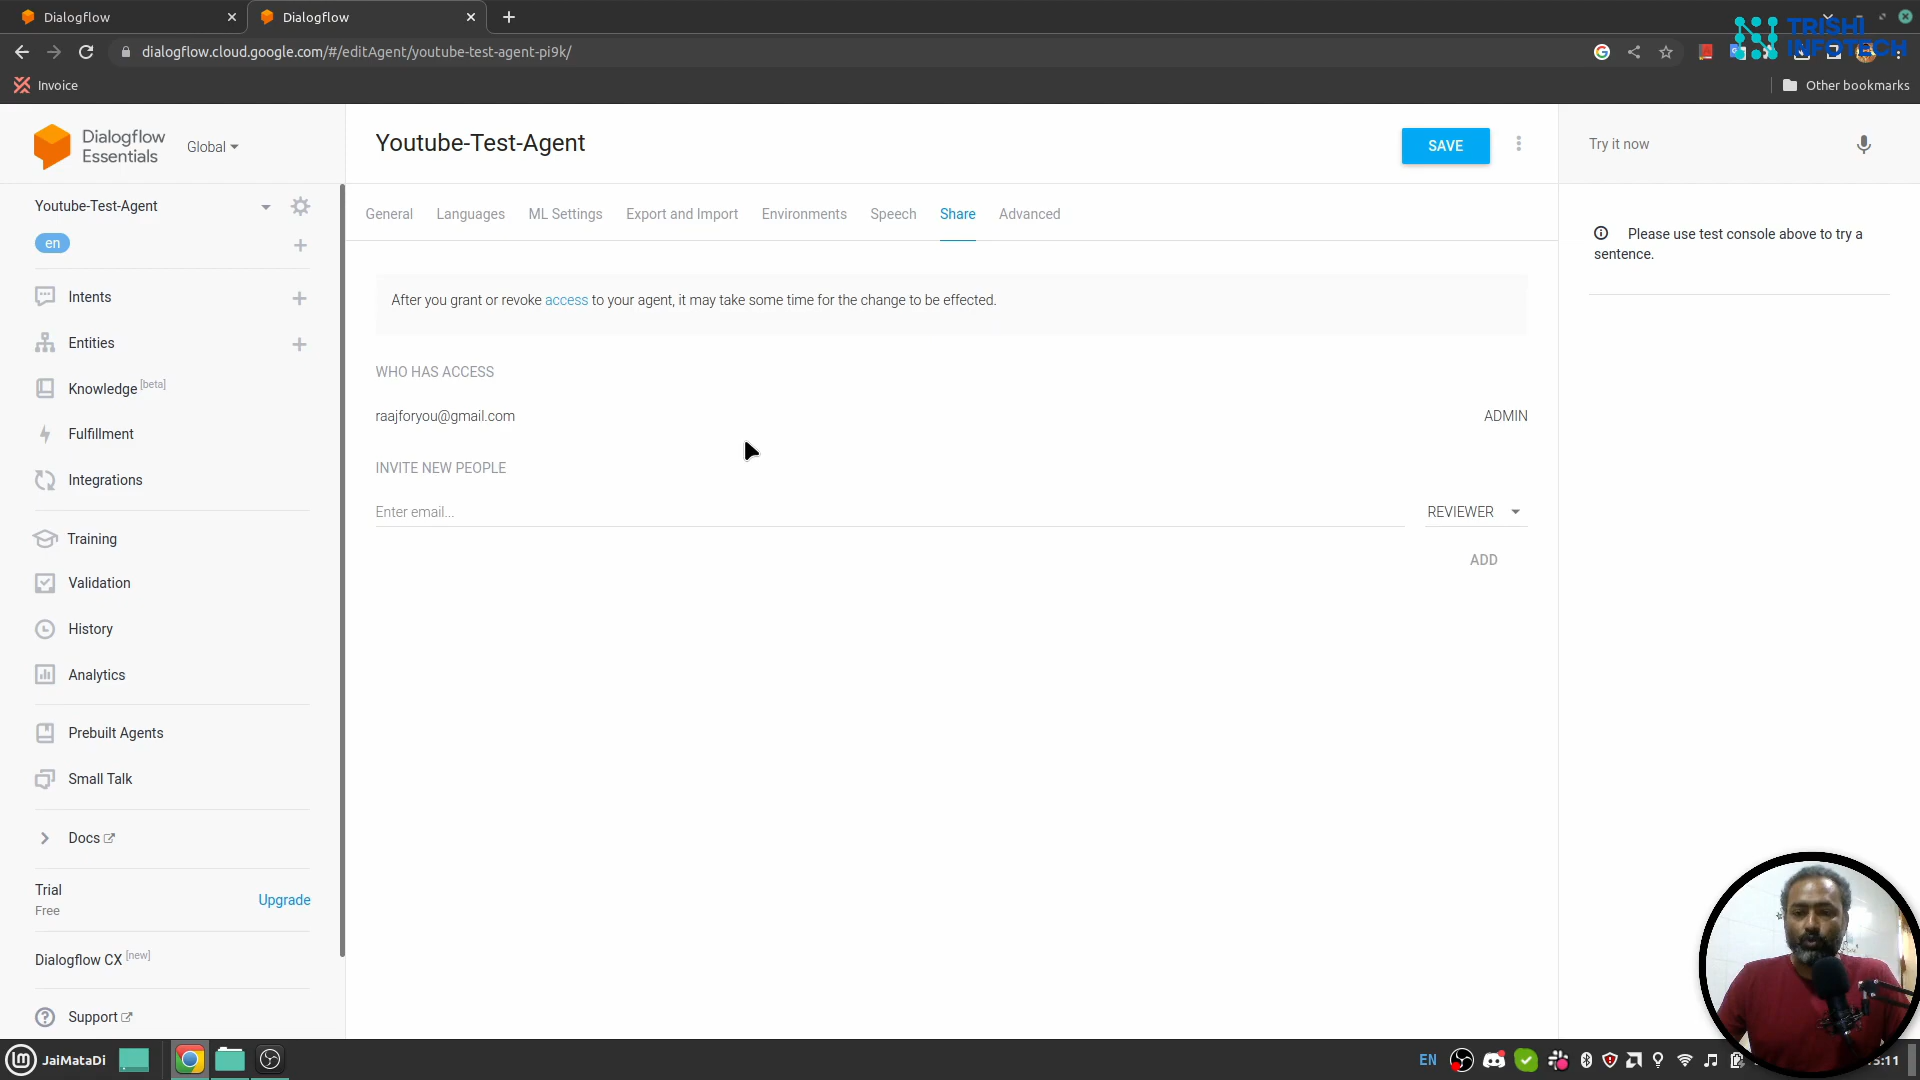 Dialogflow
Dialogflow
dialogflow.cloud.google.com/#/editAgent/youtube-test-agent-pi9k/
TRISHI
INFOTECH
Invoice
Other bookmarks
Dialogflow
Essentials
Global
Youtube-Test-Agent
SAVE
Try it now
Youtube-Test-Agent
en
General
Languages
ML Settings
Export and Import
Environments
Speech
Share
Advanced
Please use test console above to try a
sentence.
Intents
Entities
Knowledge [beta]
Fulfillment
Integrations
Training
Validation
History
Analytics
Prebuilt Agents
Small Talk
Docs
Trial
Free
Upgrade
Dialogflow CX [new]
Support
After you grant or revoke access to your agent, it may take some time for the change to be effected.
WHO HAS ACCESS
raajforyou@gmail.com
ADMIN
INVITE NEW PEOPLE
Enter email...
REVIEWER
ADD
JaiMataDi
EN